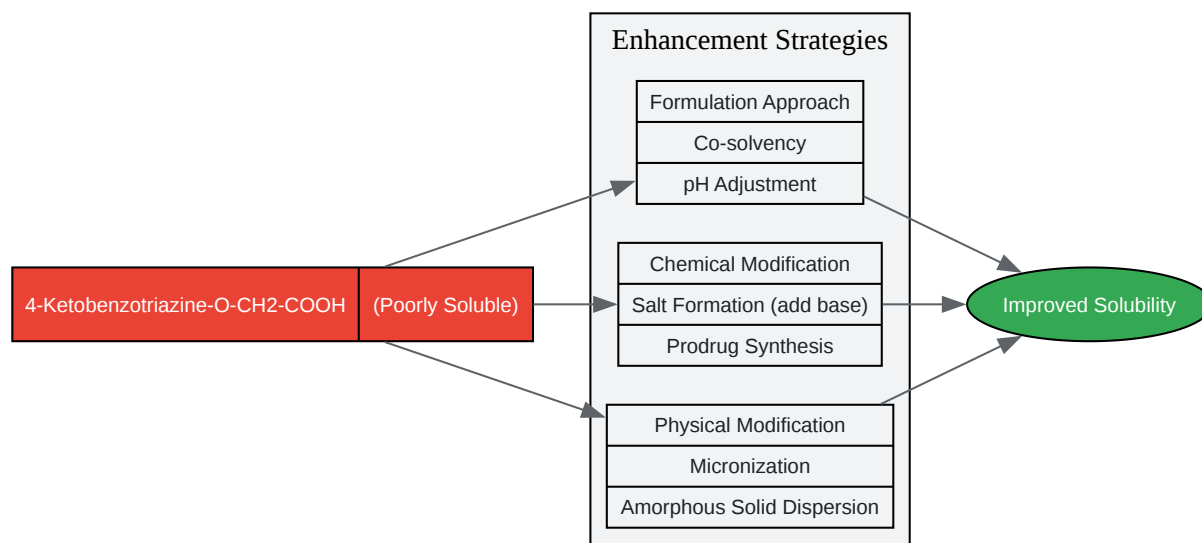 Enhancement Strategies
Formulation Approach
Co-solvency
pH Adjustment
4-Ketobenzotriazine-O-CH2-COOH
(Poorly Soluble)
Chemical Modification
Salt Formation (add base)
Prodrug Synthesis
Improved Solubility
Physical Modification
Micronization
Amorphous Solid Dispersion